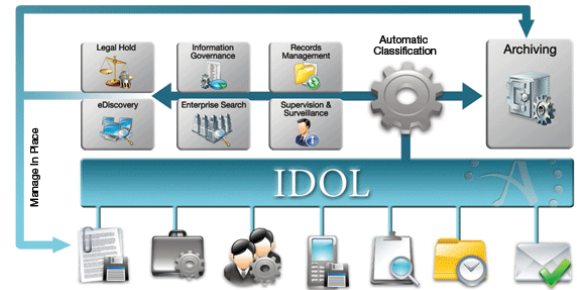 Automatic
Classification
Legal Hold
Information
Governance
Records
Management
Archiving
eDiscovery
Enterprise Search
Supervision &
Surveillance
Manage In Place
IDOL